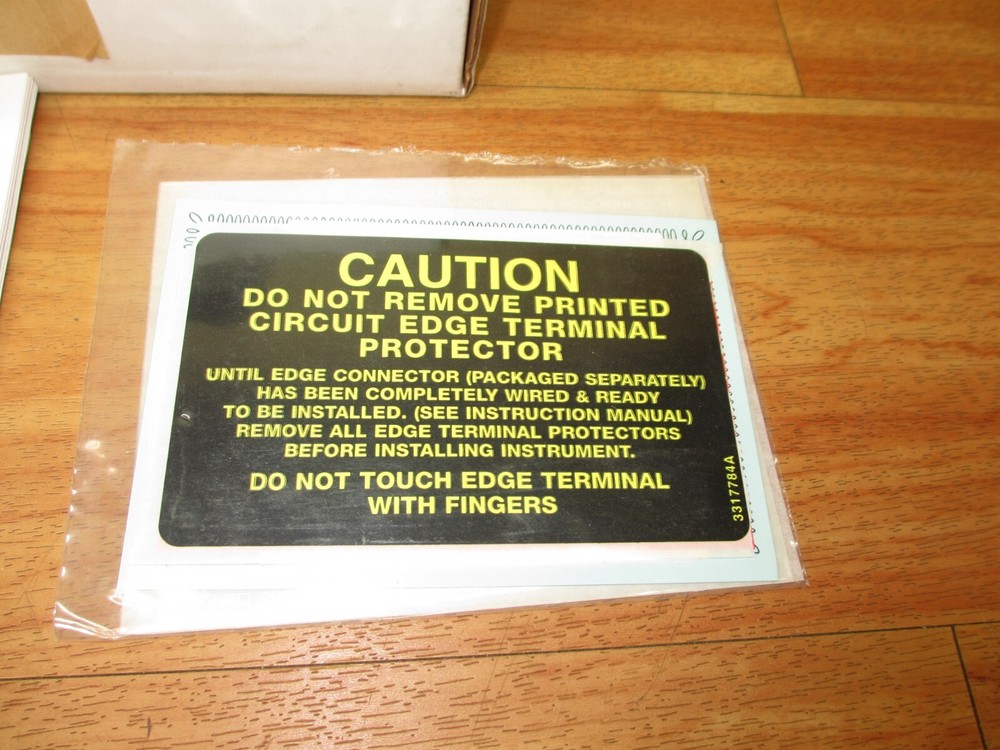 CAUTION
DO NOT REMOVE PRINTED
CIRCUIT EDGE TERMINAL
PROTECTOR
UNTIL EDGE CONNECTOR (PACKAGED SEPARATELY)
HAS BEEN COMPLETELY WIRED & READY
TO BE INSTALLED. (SEE INSTRUCTION MANUAL)
REMOVE ALL EDGE TERMINAL PROTECTORS
BEFORE INSTALLING INSTRUMENT.
DO NOT TOUCH EDGE TERMINAL
WITH FINGERS
3317784A